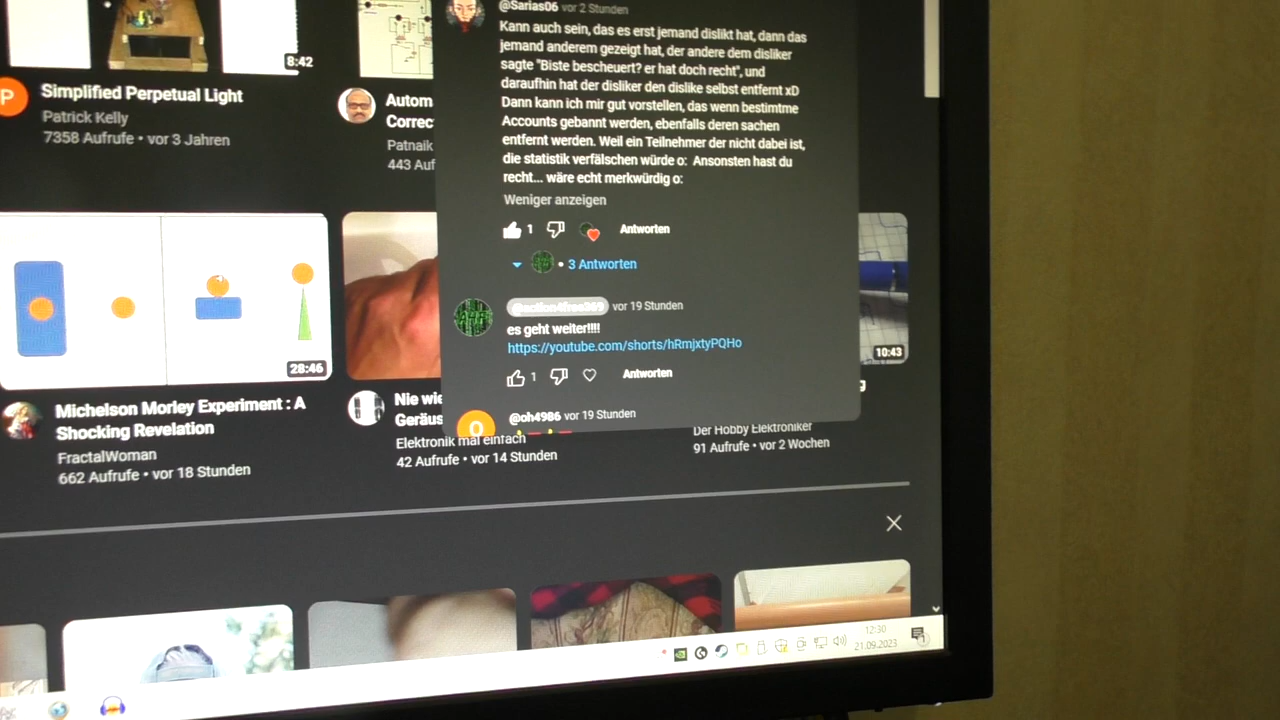 @Sarias06 vor 2 Stunden
Kann auch sein, das es erst jemand dislikt hat, dann das
jemand anderem gezeigt hat, der andere dem disliker
sagte "Biste bescheuert? er hat doch recht", und
daraufhin hat der disliker den dislike selbst entfernt xD
Dann kann ich mir gut vorstellen, das wenn bestimmte
Accounts gebannt werden, ebenfalls deren sachen
entfernt werden. Weil ein Teilnehmer der nicht dabei ist,
die statistik verfälschen würde o: Ansonsten hast du
recht... wäre echt merkwürdig o:
Weniger anzeigen
1 Antworten
3 Antworten
vor 19 Stunden
es geht weiter!!!!
https://youtube.com/shorts/hRmjxtyPQHo
1 Antworten
@oh4986 vor 19 Stunden
O
8:42
P
Simplified Perpetual Light
Patrick Kelly
7358 Aufrufe • vor 3 Jahren
Autom
Correc
Patnaik
443 Auf
28:46
Michelson Morley Experiment : A
Shocking Revelation
FractalWoman
662 Aufrufe • vor 18 Stunden
Nie wie
Geräus
Elektronik mal einfach
42 Aufrufe • vor 14 Stunden
10:43
g
Der Hobby Elektroniker
91 Aufrufe • vor 2 Wochen
12:30
21.09.2023
1